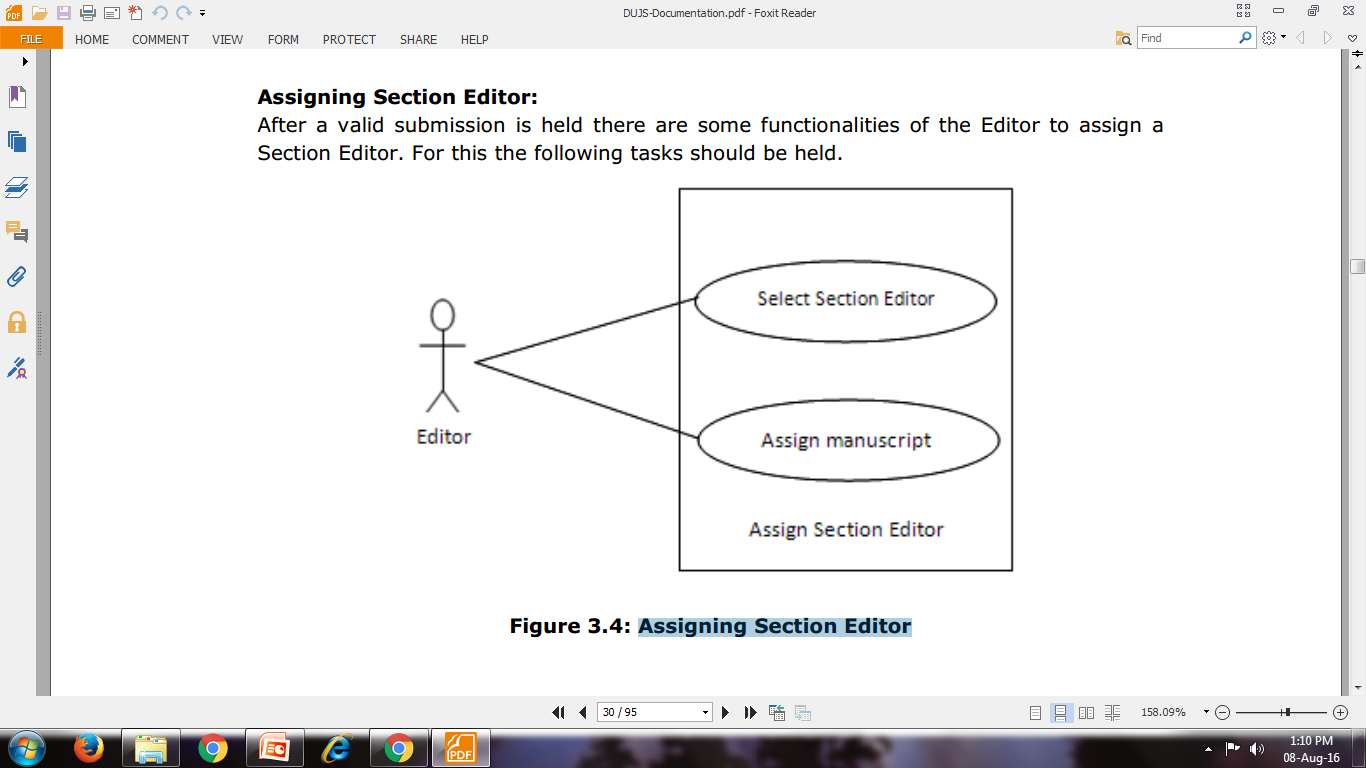 DUJS-Documentation.pdf - Foxit Reader
FILE HOME COMMENT VIEW FORM PROTECT SHARE HELP Find
Assigning Section Editor:
After a valid submission is held there are some functionalities of the Editor to assign a
Section Editor. For this the following tasks should be held.
Select Section Editor
Editor
Assign manuscript
Assign Section Editor
Figure 3.4: Assigning Section Editor
30 / 95 158.09%
PDF
PDF
1:10 PM
08-Aug-16